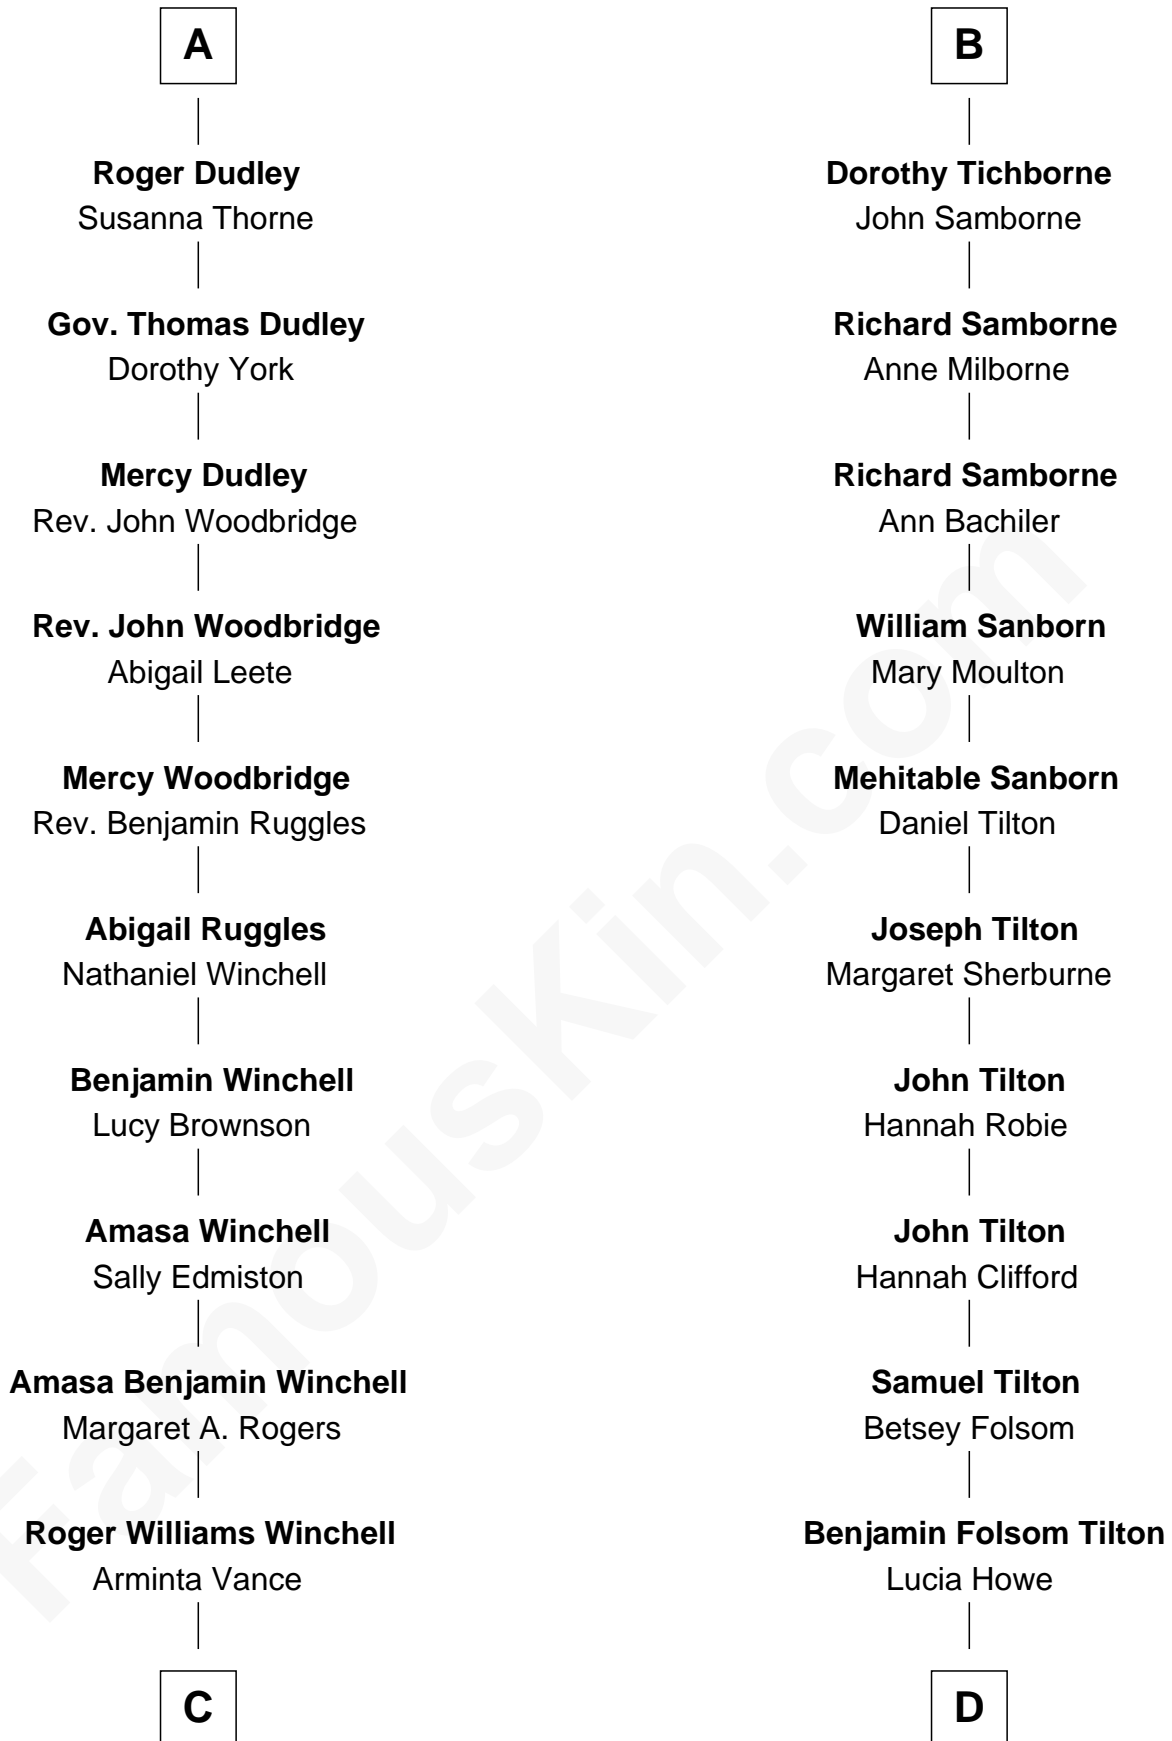 A
Roger Dudley
Susanna Thorne
Gov. Thomas Dudley
Dorothy York
Mercy Dudley
Rev. John Woodbridge
Rev. John Woodbridge
Abigail Leete
Mercy Woodbridge
Rev. Benjamin Ruggles
Abigail Ruggles
Nathaniel Winchell
Benjamin Winchell
Lucy Brownson
Amasa Winchell
Sally Edmiston
Amasa Benjamin Winchell
Margaret A. Rogers
Roger Williams Winchell
Arminta Vance
C
B
Dorothy Tichborne
John Samborne
Richard Samborne
Anne Milborne
Richard Samborne
Ann Bachiler
William Sanborn
Mary Moulton
Mehitable Sanborn
Daniel Tilton
Joseph Tilton
Margaret Sherburne
John Tilton
Hannah Robie
John Tilton
Hannah Clifford
Samuel Tilton
Betsey Folsom
Benjamin Folsom Tilton
Lucia Howe
D
FamousKin.com